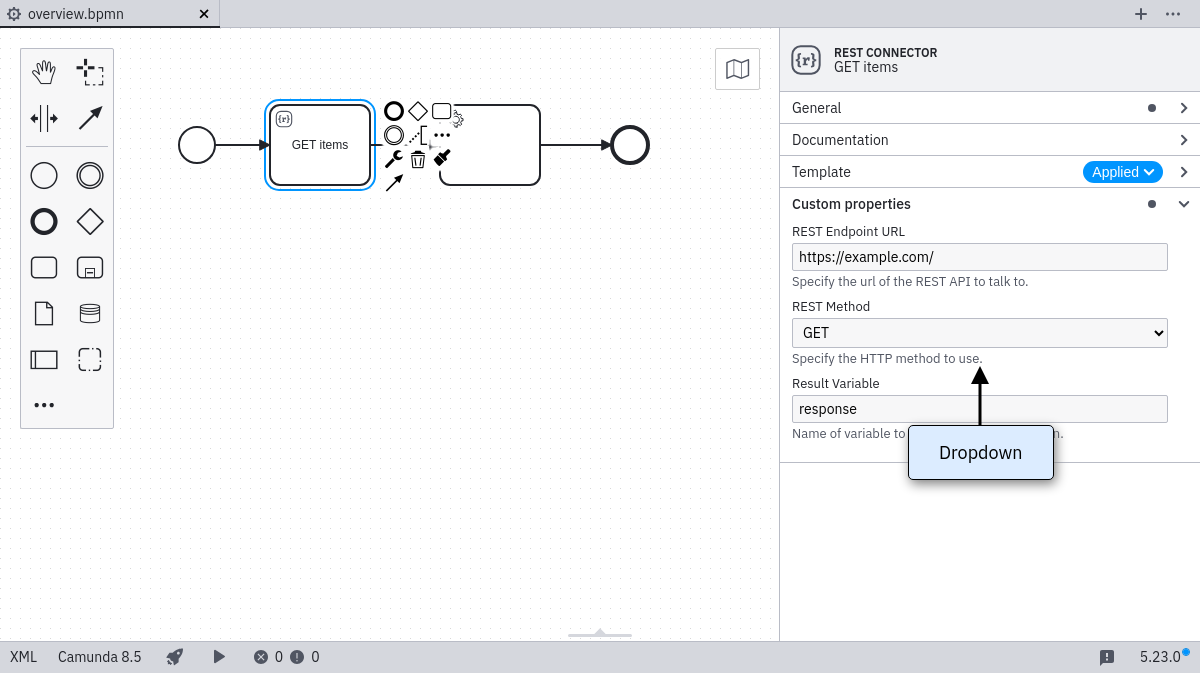 overview.bpmn
{r}
REST CONNECTOR
GET items
General
Documentation
Template
Applied
Custom properties
REST Endpoint URL
https://example.com/
Specify the url of the REST API to talk to.
REST Method
GET
Specify the HTTP method to use.
Result Variable
response
Name of variable to
Dropdown
{r}
GET items
XML
Camunda 8.5
0
0
5.23.0